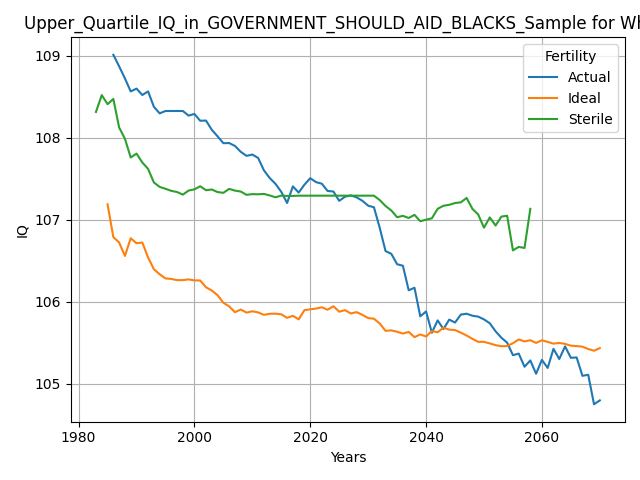 Upper_Quartile_IQ_in_GOVERNMENT_SHOULD_AID_BLACKS_Sample for Wh
109
108
107
106
105
IQ
Fertility
Actual
Ideal
Sterile
1980
2000
2020
2040
2060
Years